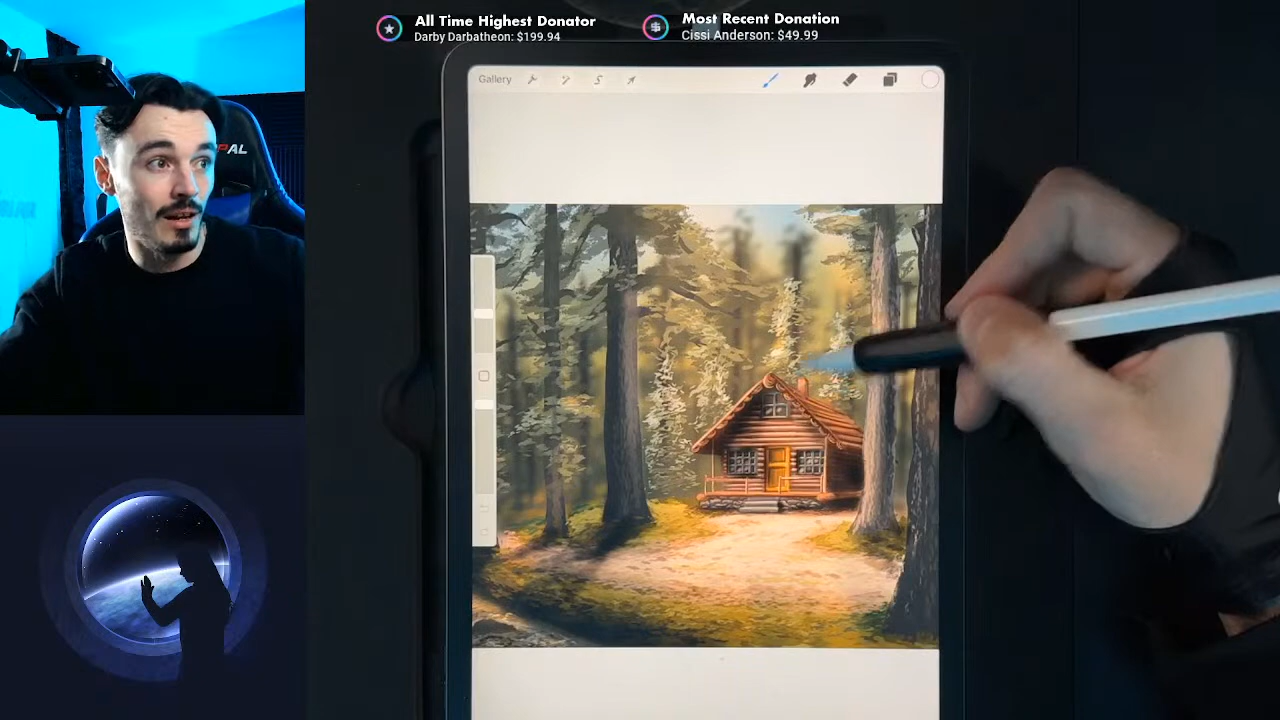 All Time Highest Donator
Darby Darbatheon: $199.94
Most Recent Donation
Cissi Anderson: $49.99
Gallery